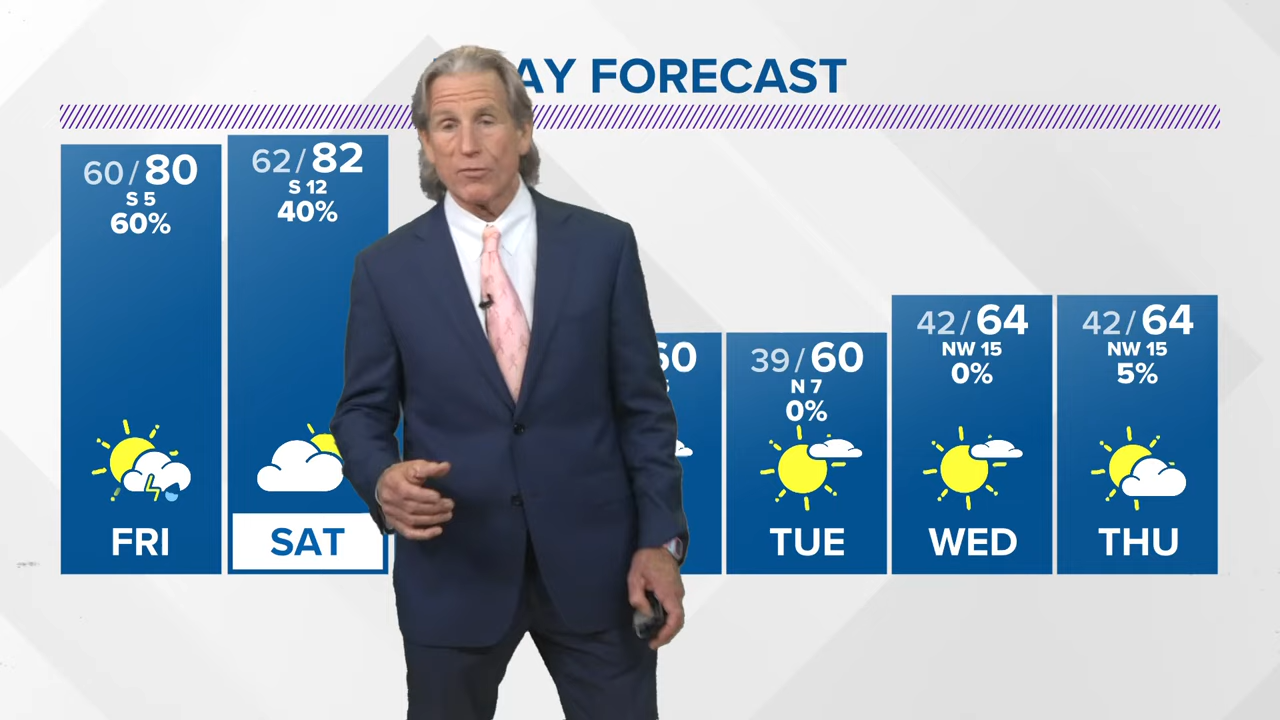 AY FORECAST
60/80
S 5
60%
FRI
62/82
S 12
40%
SAT
60
39/60
N 7
0%
TUE
42/64
NW 15
0%
WED
42/64
NW 15
5%
THU